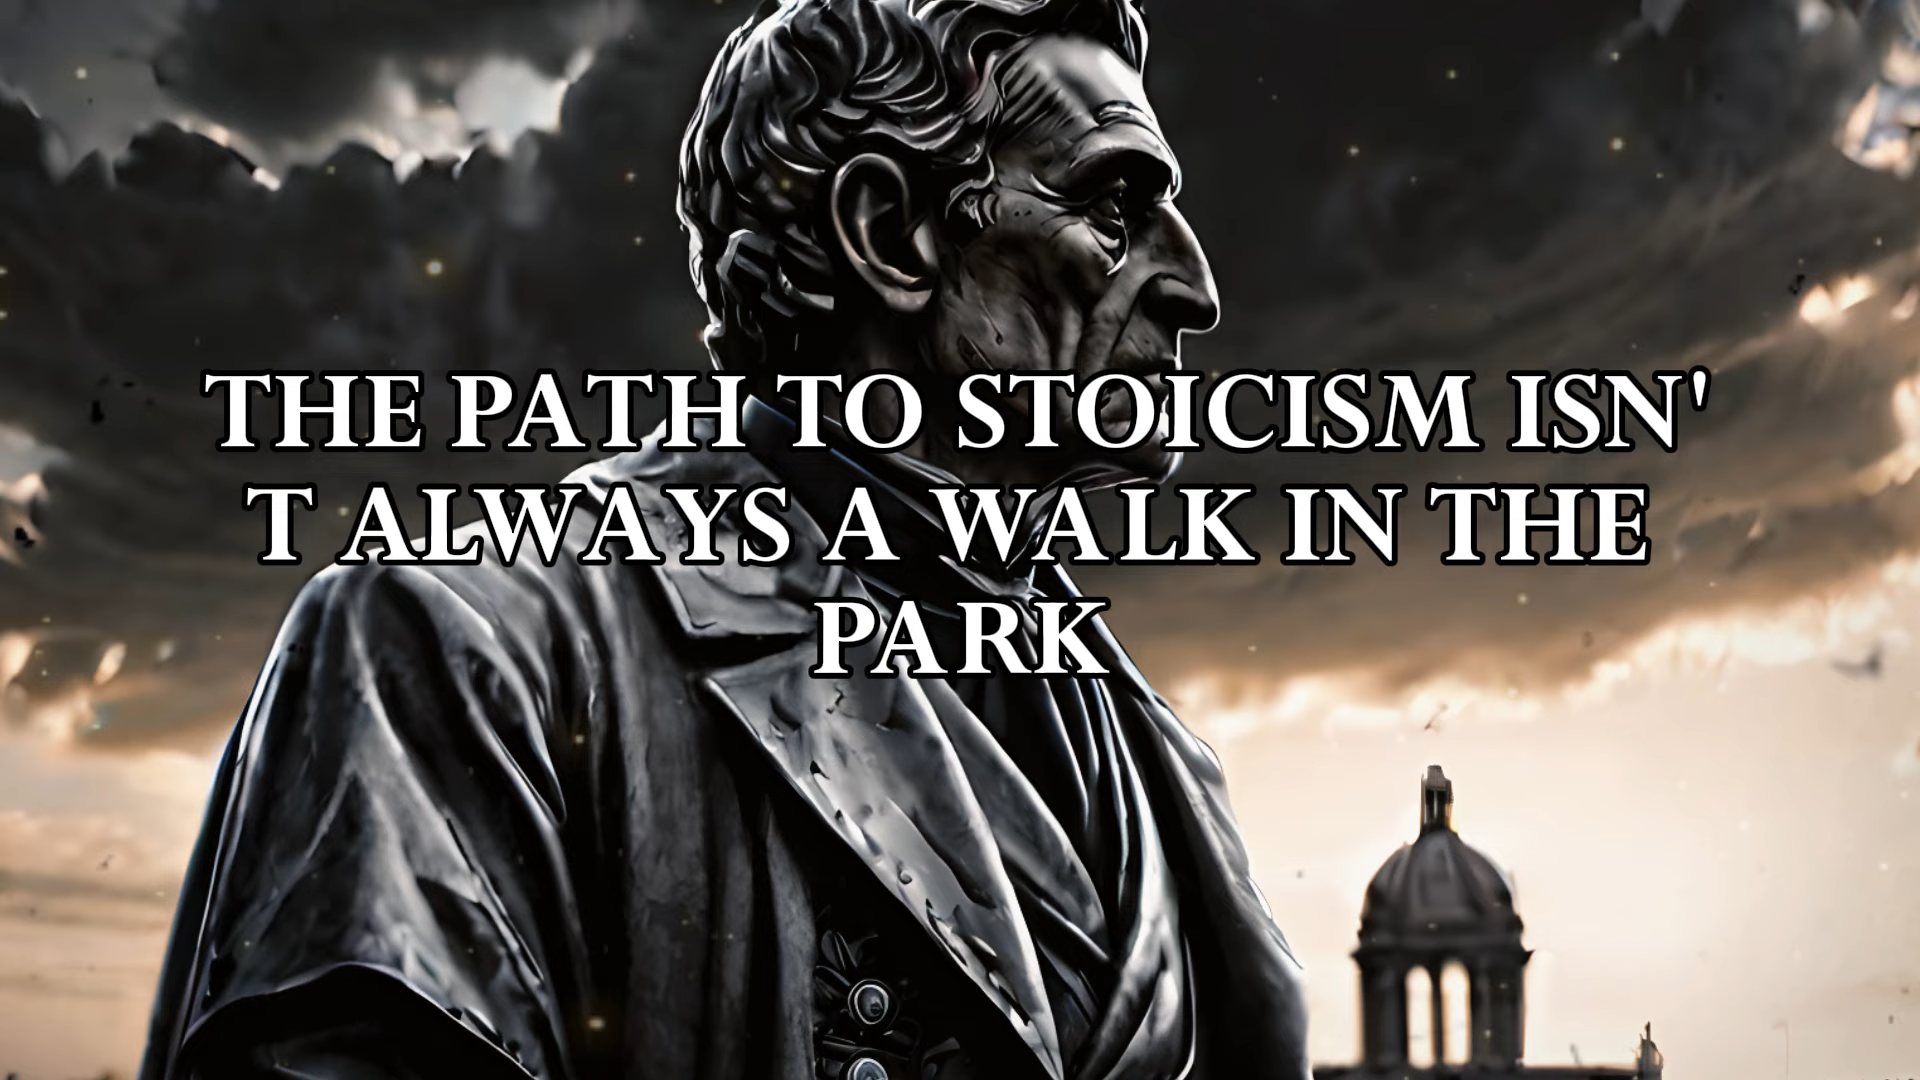 THE PATH TO STOICISM ISN'
T ALWAYS A WALK IN THE
PARK